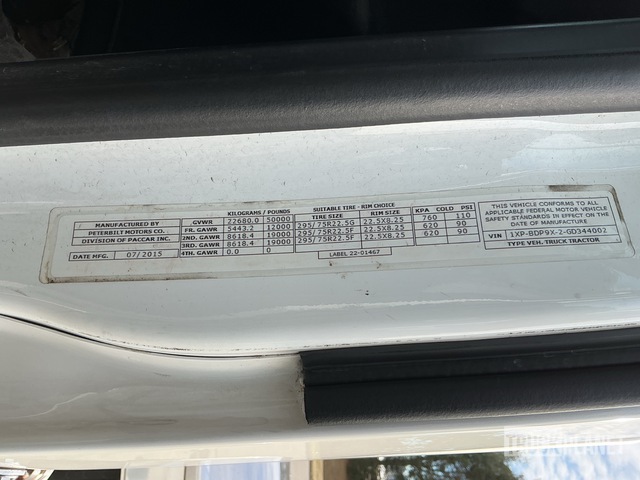 MANUFACTURED BY
PETERBILT MOTORS CO.
DIVISION OF PACCAR INC.
DATE MFG. 07/2015
KILOGRAMS / POUNDS
GVWR 22680.0 50000
FR. GAWR 5443.2 12000
2ND. GAWR 8618.4 19000
3RD. GAWR 8618.4 19000
4TH. GAWR 0.0 0
SUITABLE TIRE - RIM CHOICE
TIRE SIZE RIM SIZE KPA COLD PSI
295/75R22.5G 22.5X8.25 760 110
295/75R22.5F 22.5X8.25 620 90
295/75R22.5F 22.5X8.25 620 90
LABEL 22-01467
THIS VEHICLE CONFORMS TO ALL
APPLICABLE FEDERAL MOTOR VEHICLE
SAFETY STANDARDS IN EFFECT ON THE
DATE OF MANUFACTURE
VIN 1XP-BDP9X-2-GD344002
TYPE VEH. TRUCK TRACTOR